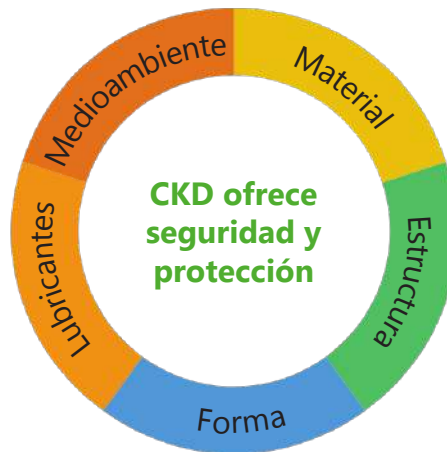 Medioambiente
Material
Estructura
Forma
Lubricantes
CKD ofrece
seguridad y
protección